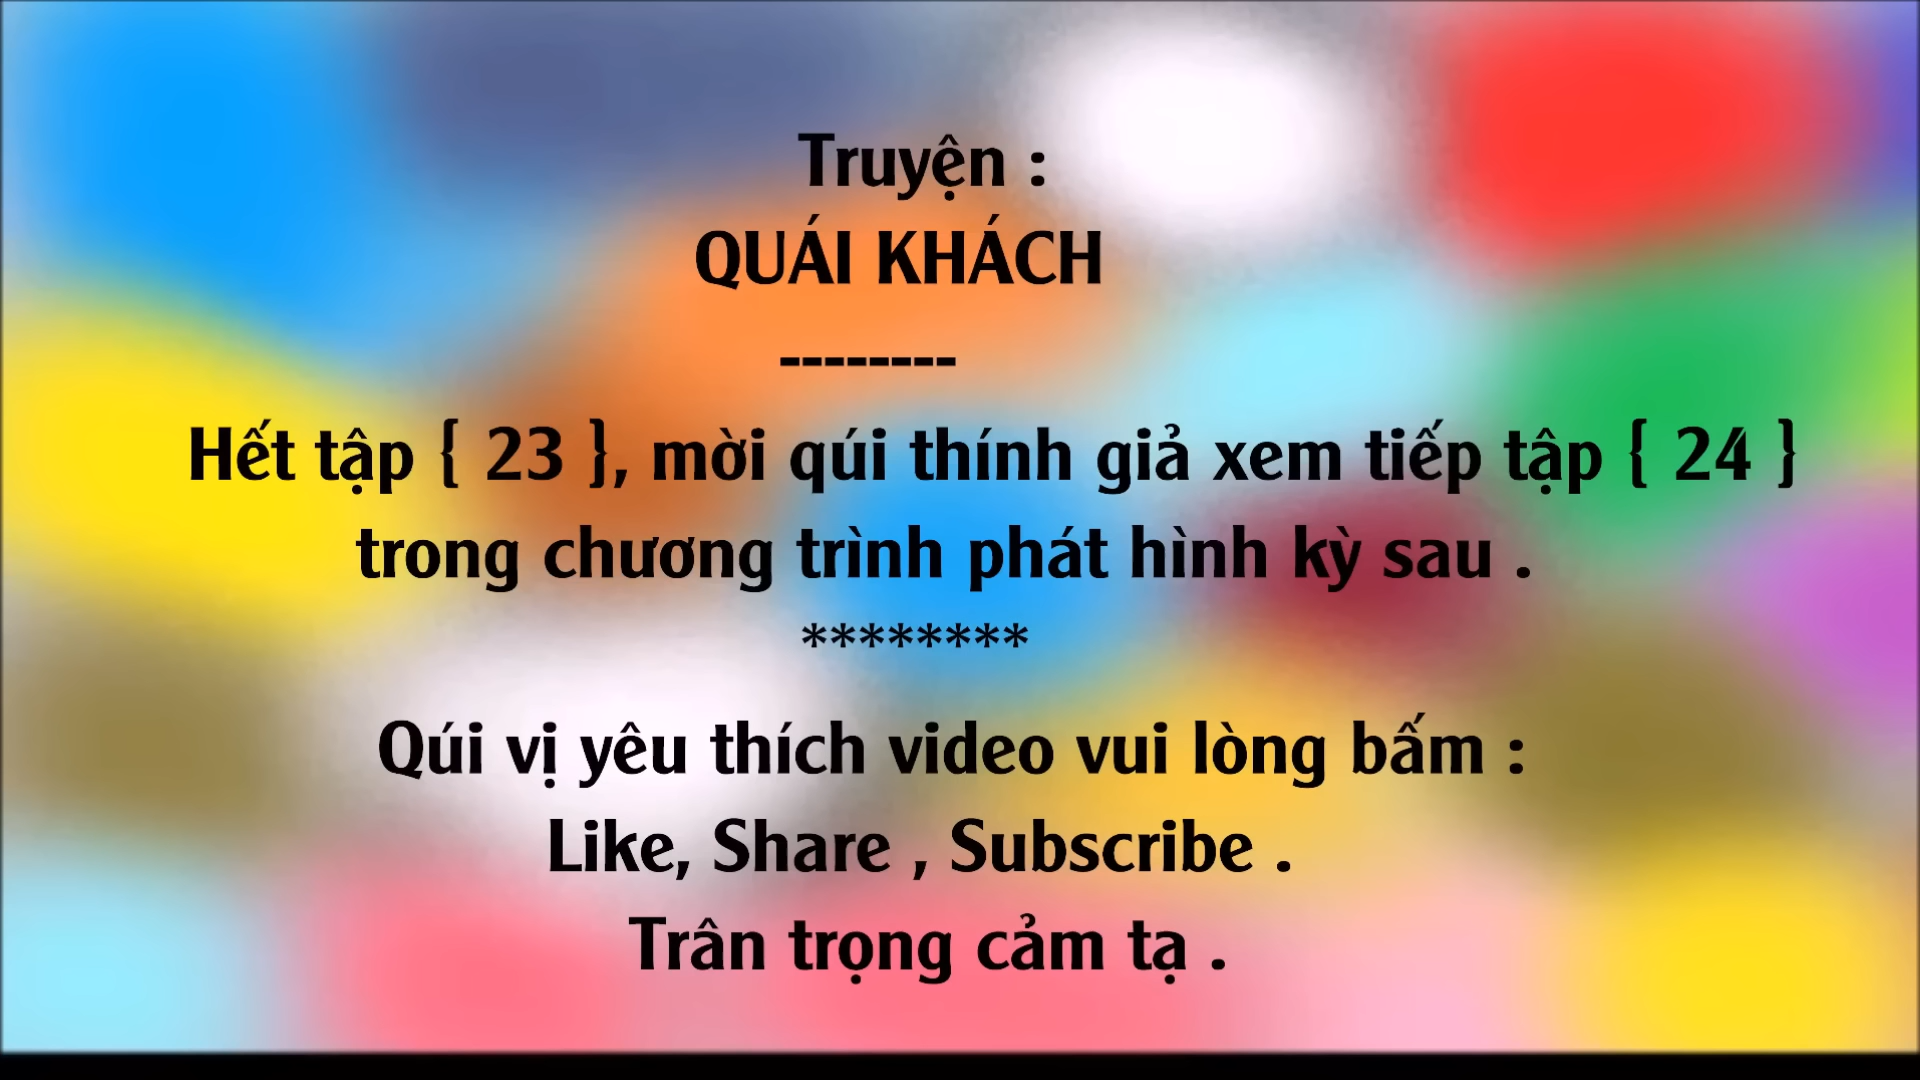 Truyện :
QUÁI KHÁCH
--------
Hết tập { 23 }, mời qúi thính giả xem tiếp tập { 24 }
trong chương trình phát hình kỳ sau .
********
Qúi vị yêu thích video vui lòng bấm :
Like, Share , Subscribe .
Trân trọng cảm tạ .